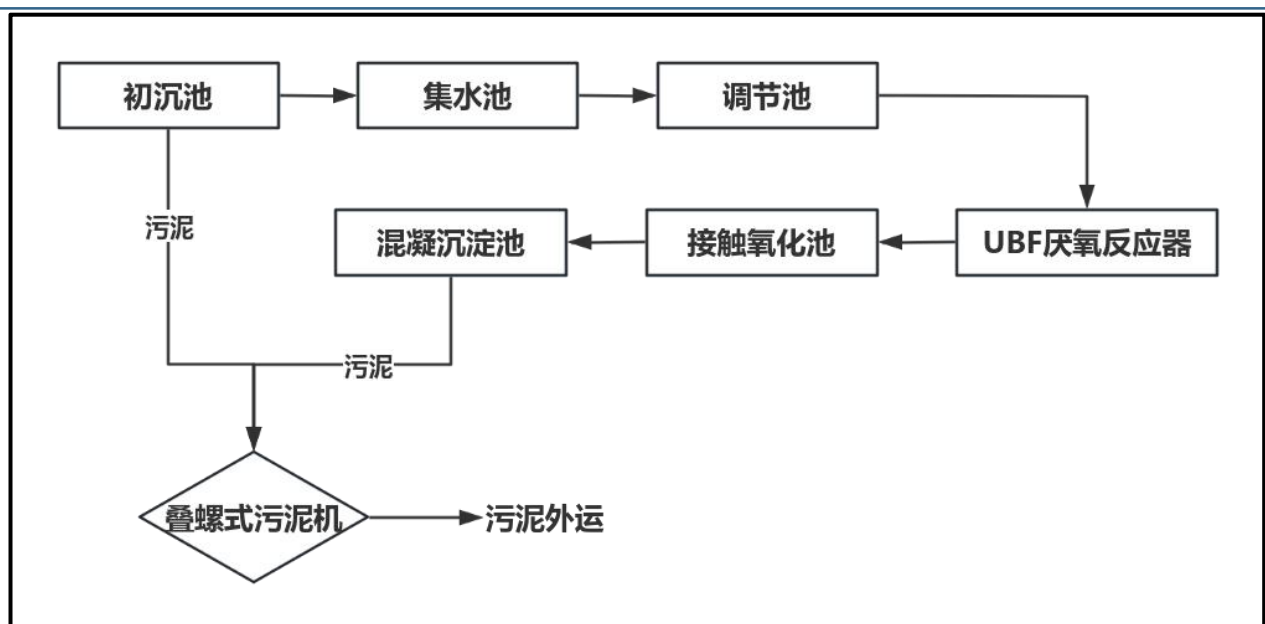 初沉池
集水池
调节池
污泥
混凝沉淀池
接触氧化池
UBF厌氧反应器
污泥
叠螺式污泥机
污泥外运